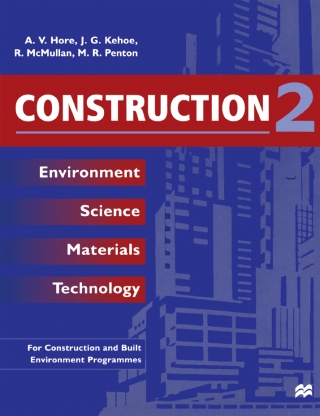 A. V. Hore, J. G. Kehoe,
R. McMullan, M. R. Penton
CONSTRUCTION 2
Environment
Science
Materials
Technology
For Construction and Built
Environment Programmes